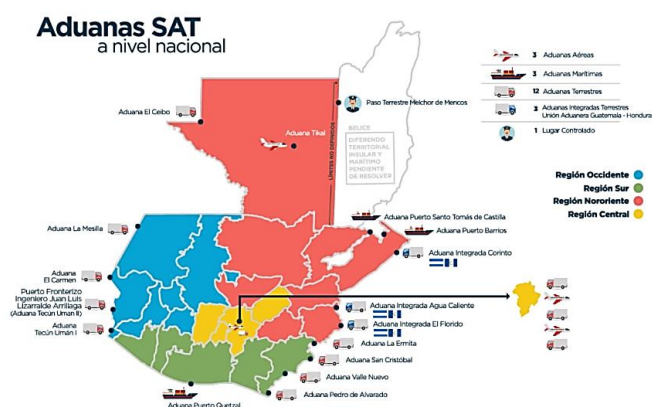 Aduanas SAT
a nivel nacional
3 Aduanas Aéreas
3 Aduanas Marítimas
12 Aduanas Terrestres
3 Aduanas Integradas Terrestres
Unión Aduanera Guatemala - Hondura
1 Lugar Controlado
Región Occidente
Región Sur
Región Nororiente
Región Central
Aduana El Ceibo
Aduana Tikal
Paso Terrestre Melchor de Mencos
LÍMITES NO DEFINIDOS
BELICE
DIFERENDO
TERRITORIAL
INSULAR Y
MARÍTIMO
PENDIENTE
DE RESOLVER
Aduana Puerto Santo Tomás de Castilla
Aduana Puerto Barrios
Aduana La Mesilla
Aduana Integrada Corinto
Aduana
El Carmen
Puerto Fronterizo
Ingeniero Juan Luis
Lizarralde Arrillaga
(Aduana Tecún Umán II)
Aduana
Tecún Umán I
Aduana Integrada Agua Caliente
Aduana Integrada El Florido
Aduana La Ermita
Aduana San Cristóbal
Aduana Valle Nuevo
Aduana Pedro de Alvarado
Aduana Puerto Quetzal